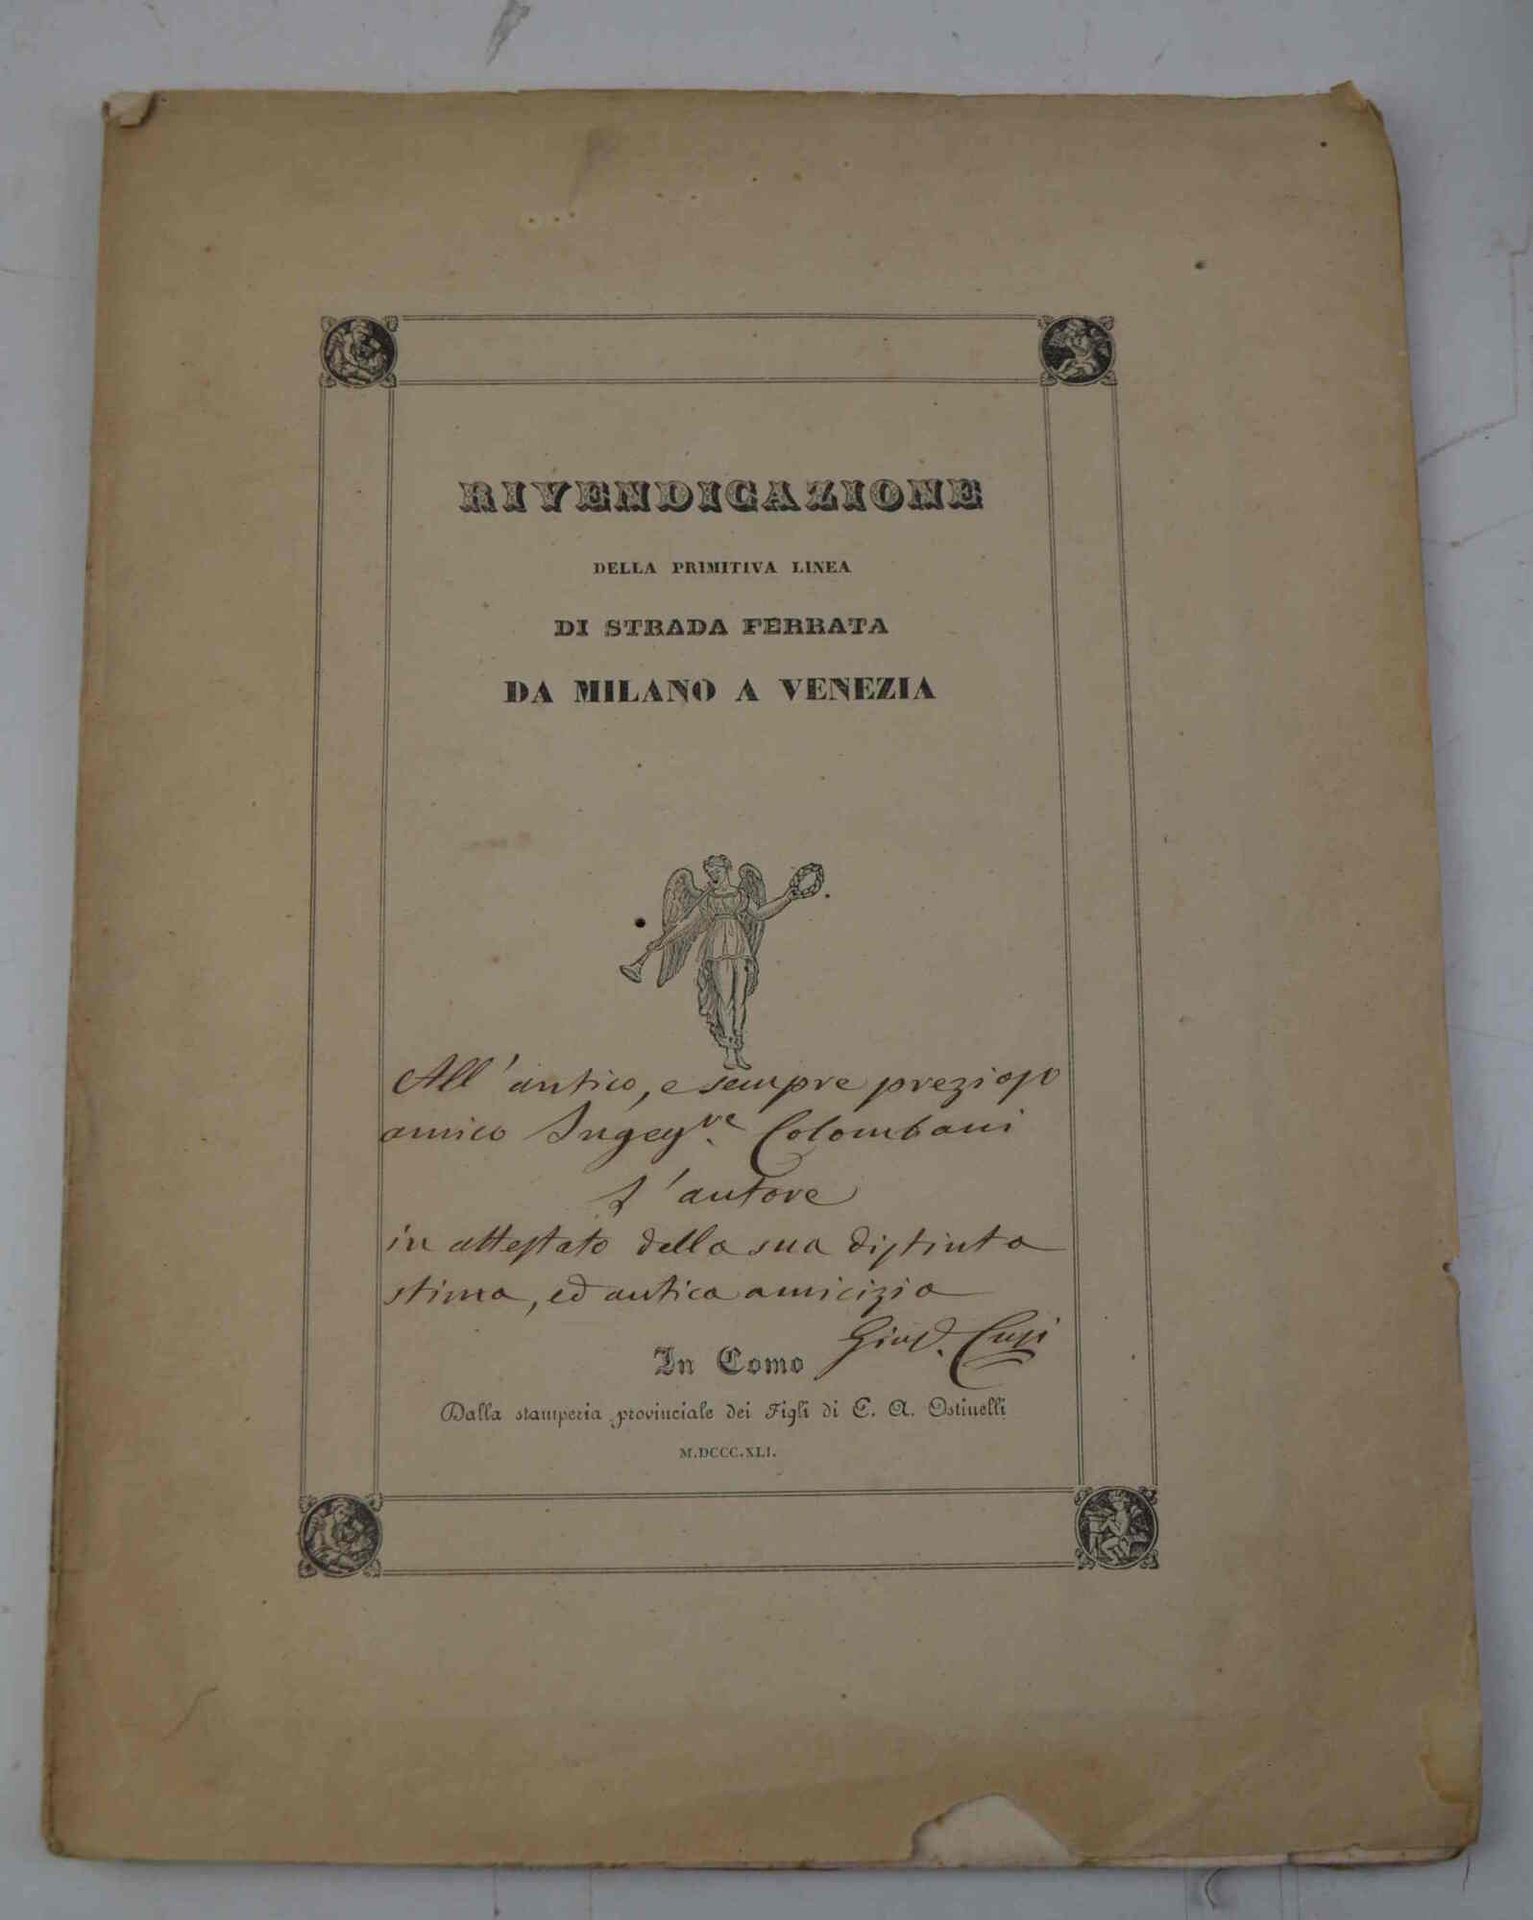 RIVENDICAZIONE
DELLA PRIMITIVA LINEA
DI STRADA FERRATA
DA MILANO A VENEZIA
All'antico, e sempre prezioso
amico Ingeg.re Colombani
L'autore
in attestato della sua distinta
stima, ed antica amicizia
In Como
Dalla stamperia provinciale dei Figli di C. A. Ostinelli
M.DCCC.XLI.